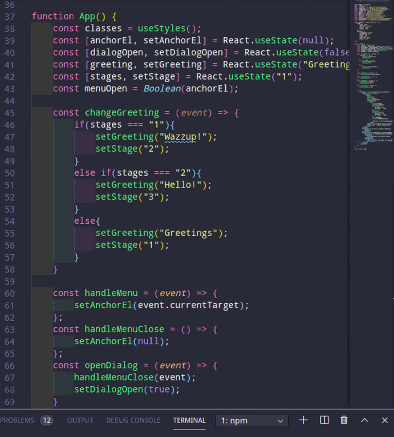 36
37 function App() {
38 const classes = useStyles();
39 const [anchorEl, setAnchorEl] = React.useState(null);
40 const [dialogOpen, setDialogOpen] = React.useState(false
41 const [greeting, setGreeting] = React.useState("Greeting
42 const [stages, setStage] = React.useState("1");
43 const menuOpen = Boolean(anchorEl);
44
45 const changeGreeting = (event) => {
46 if(stages === "1"){
47 setGreeting("Wazzup!");
48 setStage("2");
49 }
50 else if(stages === "2"){
51 setGreeting("Hello!");
52 setStage("3");
53 }
54 else{
55 setGreeting("Greetings");
56 setStage("1");
57 }
58 }
59
60 const handleMenu = (event) => {
61 setAnchorEl(event.currentTarget);
62 };
63 const handleMenuClose = () => {
64 setAnchorEl(null);
65 };
66 const openDialog = (event) => {
67 handleMenuClose(event);
68 setDialogOpen(true);
69 }
PROBLEMS 12 OUTPUT DEBUG CONSOLE TERMINAL 1: npm